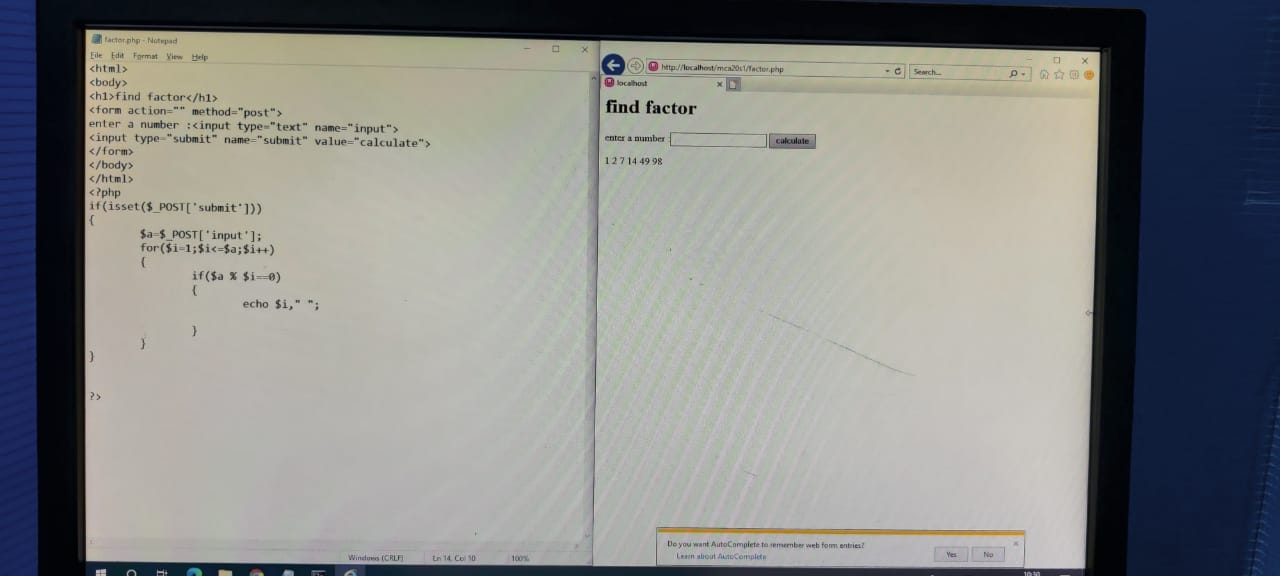 factor.php - Notepad
File Edit Format View Help
<html>
<body>
<h1>find factor</h1>
<form action="" method="post">
enter a number :<input type="text" name="input">
<input type="submit" name="submit" value="calculate">
</form>
</body>
</html>
<?php
if(isset($_POST['submit']))
{
$a=$_POST['input'];
for($i=1;$i<=$a;$i++)
{
if($a % $i==0)
{
echo $i," ";
}
}
}
?>
Windows (CRLF) Ln 14, Col 10 100%
http://localhost/mca20s1/factor.php
Search...
localhost
find factor
enter a number :
calculate
1 2 7 14 49 98
Do you want AutoComplete to remember web form entries?
Learn about AutoComplete
Yes No
10:30